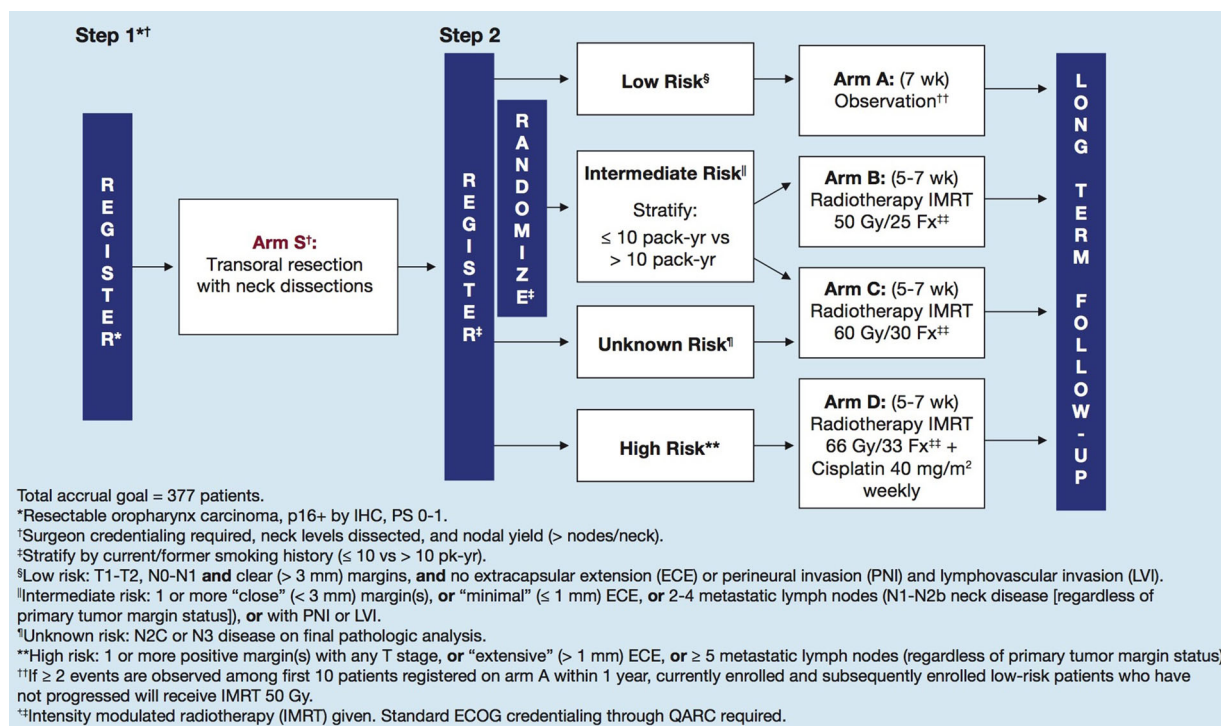 Step 1*†
Step 2
REGISTER*
Arm S†:
Transoral resection
with neck dissections
REGISTER‡
RANDOMIZE‡
Low Risk§
Intermediate Risk||
Stratify:
≤ 10 pack-yr vs
> 10 pack-yr
Unknown Risk¶
High Risk**
Arm A: (7 wk)
Observation††
Arm B: (5-7 wk)
Radiotherapy IMRT
50 Gy/25 Fx‡‡
Arm C: (5-7 wk)
Radiotherapy IMRT
60 Gy/30 Fx‡‡
Arm D: (5-7 wk)
Radiotherapy IMRT
66 Gy/33 Fx‡‡ +
Cisplatin 40 mg/m²
weekly
LONG TERM FOLLOW-UP
Total accrual goal = 377 patients.
*Resectable oropharynx carcinoma, p16+ by IHC, PS 0-1.
†Surgeon credentialing required, neck levels dissected, and nodal yield (> nodes/neck).
‡Stratify by current/former smoking history (≤ 10 vs > 10 pk-yr).
§Low risk: T1-T2, N0-N1 and clear (> 3 mm) margins, and no extracapsular extension (ECE) or perineural invasion (PNI) and lymphovascular invasion (LVI).
||Intermediate risk: 1 or more “close” (< 3 mm) margin(s), or “minimal” (≤ 1 mm) ECE, or 2-4 metastatic lymph nodes (N1-N2b neck disease [regardless of
primary tumor margin status]), or with PNI or LVI.
¶Unknown risk: N2C or N3 disease on final pathologic analysis.
**High risk: 1 or more positive margin(s) with any T stage, or “extensive” (> 1 mm) ECE, or ≥ 5 metastatic lymph nodes (regardless of primary tumor margin status)
††If ≥ 2 events are observed among first 10 patients registered on arm A within 1 year, currently enrolled and subsequently enrolled low-risk patients who have
not progressed will receive IMRT 50 Gy.
‡‡Intensity modulated radiotherapy (IMRT) given. Standard ECOG credentialing through QARC required.